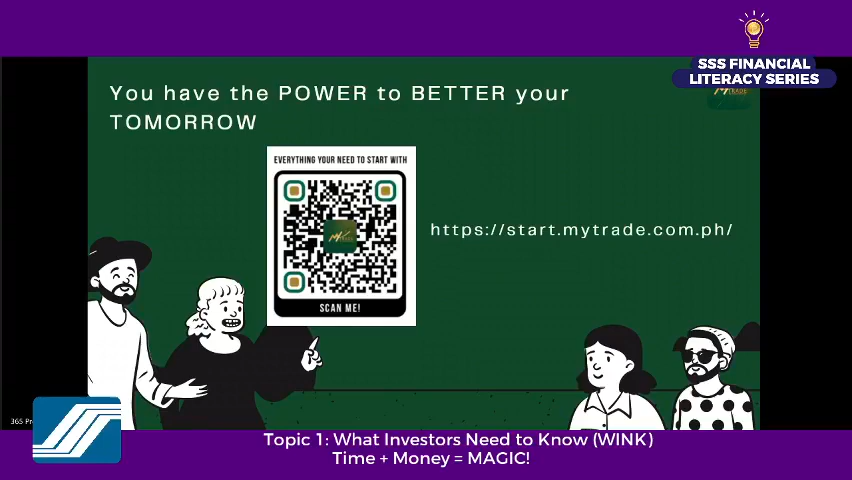 SSS FINANCIAL
LITERACY SERIES
You have the POWER to BETTER your
TOMORROW
EVERYTHING YOUR NEED TO START WITH
SCAN ME!
https://start.mytrade.com.ph/
Topic 1: What Investors Need to Know (WINK)
Time + Money = MAGIC!